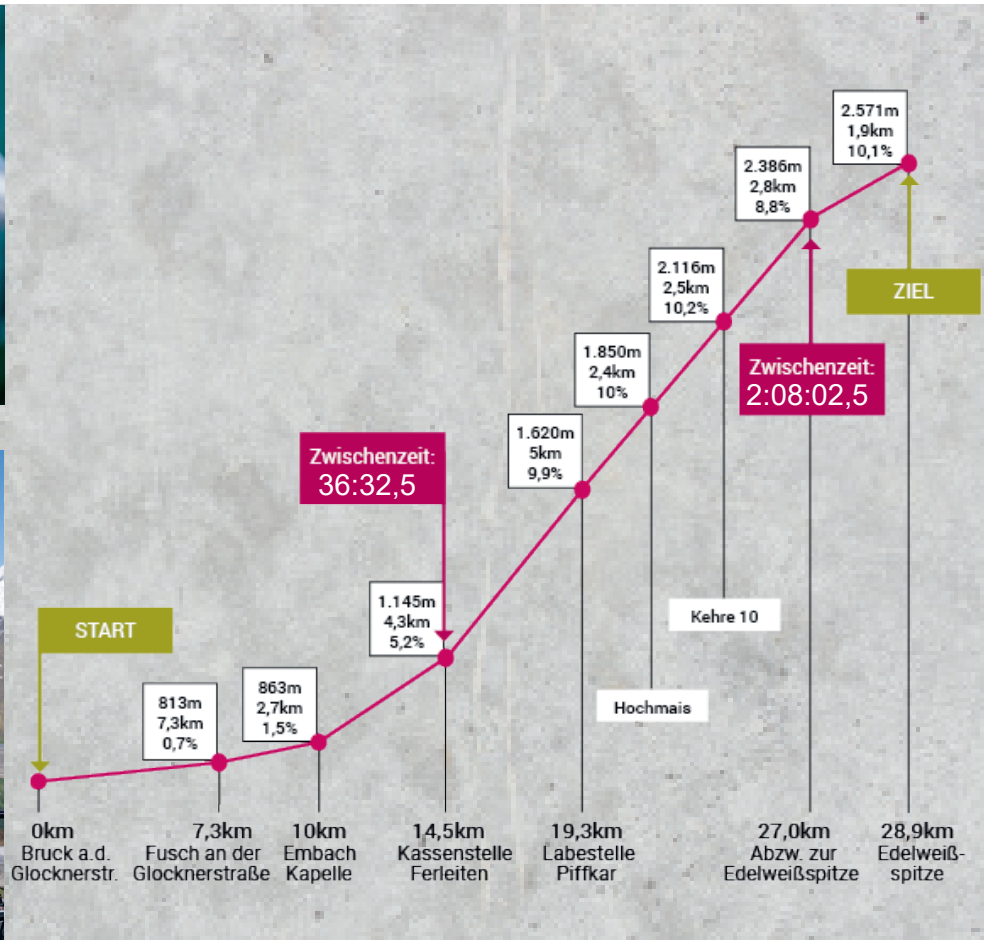 2.571m
1,9km
10,1%
2.386m
2,8km
8,8%
2.116m
2,5km
10,2%
ZIEL
1.850m
2,4km
10%
Zwischenzeit:
2:08:02,5
1.620m
5km
9,9%
Zwischenzeit:
36:32,5
1.145m
4,3km
5,2%
START
Kehre 10
863m
2,7km
1,5%
813m
7,3km
0,7%
Hochmais
0km
Bruck a.d.
Glocknerstr.
7,3km
Fusch an der
Glocknerstraße
10km
Embach
Kapelle
14,5km
Kassenstelle
Ferleiten
19,3km
Labestelle
Piffkar
27,0km
Abzw. zur
Edelweißspitze
28,9km
Edelweiß-
spitze